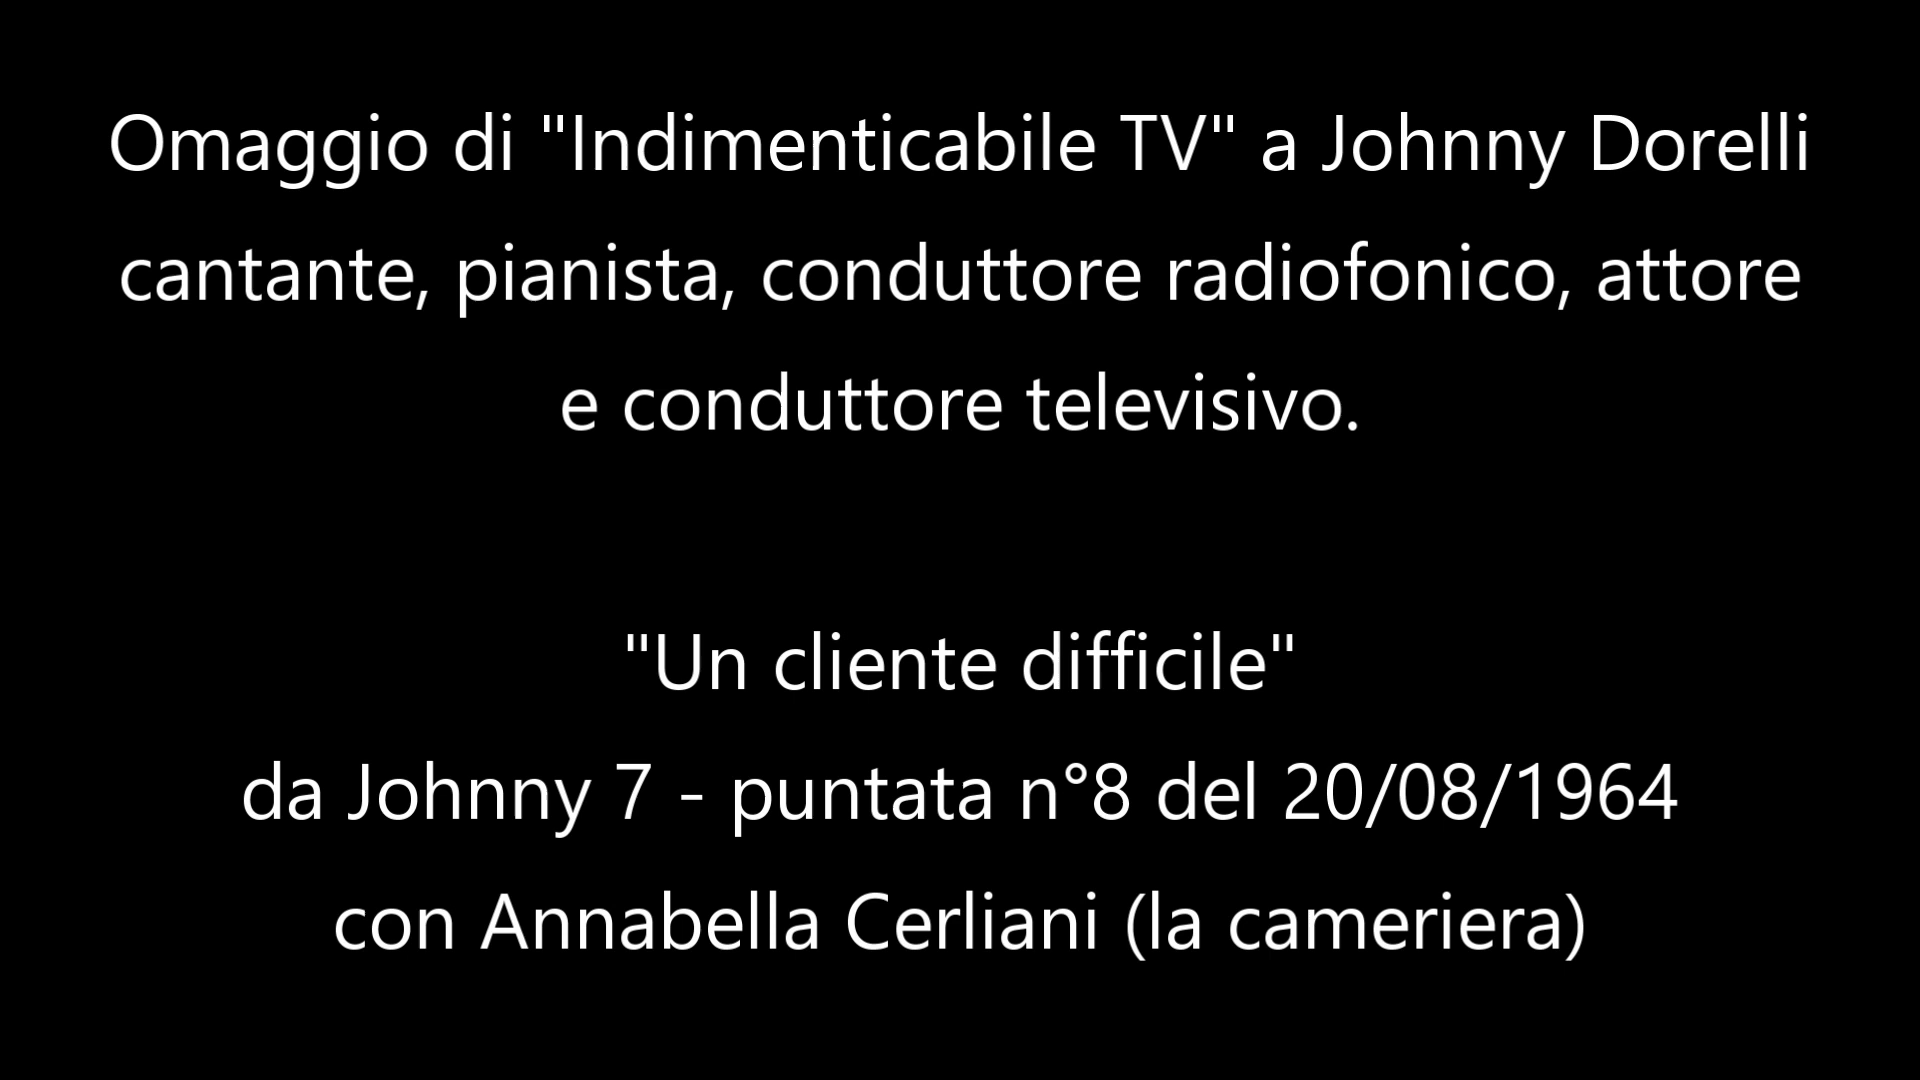 Omaggio di "Indimenticabile TV" a Johnny Dorelli
cantante, pianista, conduttore radiofonico, attore
e conduttore televisivo.
"Un cliente difficile"
da Johnny 7 - puntata n°8 del 20/08/1964
con Annabella Cerliani (la cameriera)